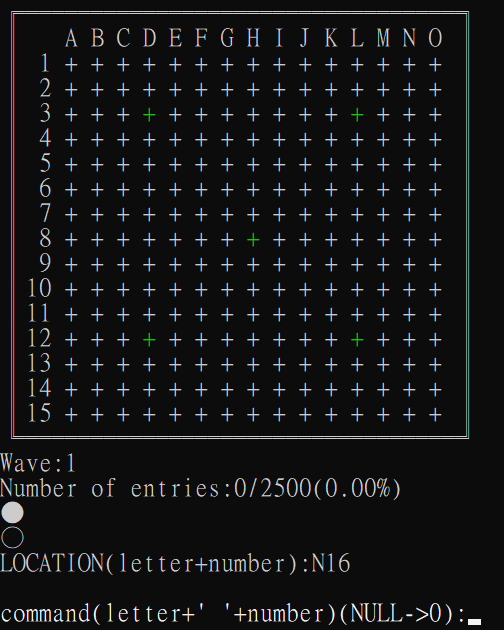 A B C D E F G H I J K L M N O
1 + + + + + + + + + + + + + + +
2 + + + + + + + + + + + + + + +
3 + + + + + + + + + + + + + + +
4 + + + + + + + + + + + + + + +
5 + + + + + + + + + + + + + + +
6 + + + + + + + + + + + + + + +
7 + + + + + + + + + + + + + + +
8 + + + + + + + + + + + + + + +
9 + + + + + + + + + + + + + + +
10 + + + + + + + + + + + + + + +
11 + + + + + + + + + + + + + + +
12 + + + + + + + + + + + + + + +
13 + + + + + + + + + + + + + + +
14 + + + + + + + + + + + + + + +
15 + + + + + + + + + + + + + + +
Wave:1
Number of entries:0/2500(0.00%)
●
○
LOCATION(letter+number):N16
command(letter+' '+number)(NULL->0):